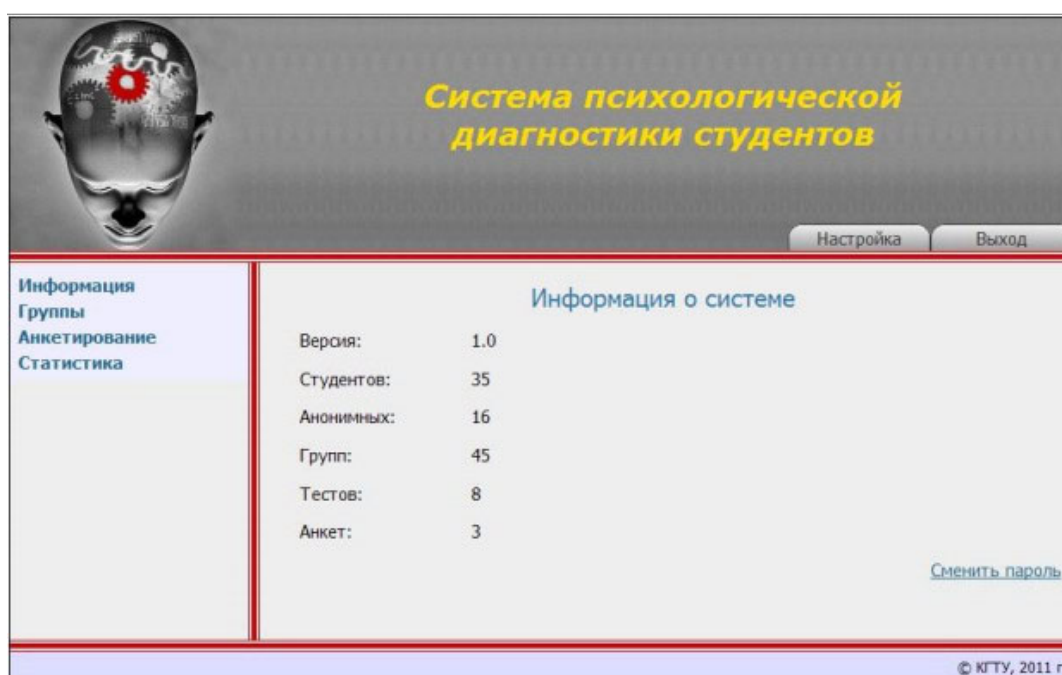 Система психологической
диагностики студентов
Настройка Выход
Информация
Группы
Анкетирование
Статистика
Информация о системе
Версия: 1.0
Студентов: 35
Анонимных: 16
Групп: 45
Тестов: 8
Анкет: 3
Сменить пароль
© КГТУ, 2011 г